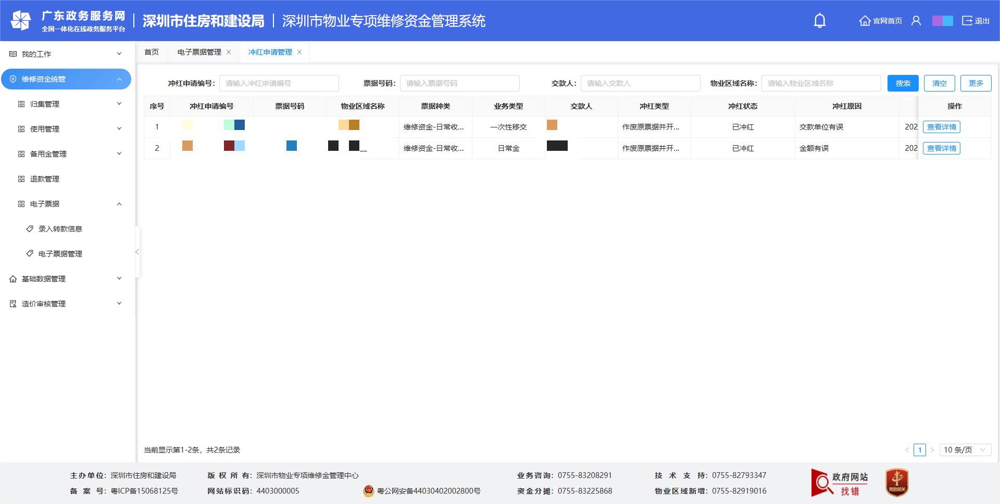 广东政务服务网
全国一体化在线政务服务平台
深圳市住房和建设局
深圳市物业专项维修资金管理系统
官网首页
退出
我的工作
维修资金统管
归集管理
使用管理
备用金管理
退款管理
电子票据
录入转款信息
电子票据管理
基础数据管理
造价审核管理
首页 电子票据管理 冲红申请管理
冲红申请编号: 请输入冲红申请编号 票据号码: 请输入票据号码 交款人: 请输入交款人 物业区域名称: 请输入物业区域名称 搜索 清空 更多
序号 冲红申请编号 票据号码 物业区域名称 票据种类 业务类型 交款人 冲红类型 冲红状态 冲红原因 操作
1 维修资金-日常收... 一次性移交 作废原票据并开... 已冲红 交款单位有误 202 查看详情
2 维修资金-日常收... 日常金 作废原票据并开... 已冲红 金额有误 202 查看详情
当前显示第1-2条，共2条记录
1 10 条/页
主办单位: 深圳市住房和建设局 版权所有: 深圳市物业专项维修金管理中心 业务咨询: 0755-83208291 技术支持: 0755-82793347
备案号: 粤ICP备15068125号 网站标识码: 4403000005 粤公网安备44030402002800号 资金分摊: 0755-83225868 物业区域新增: 0755-82919016
政府网站
找错
党政机关